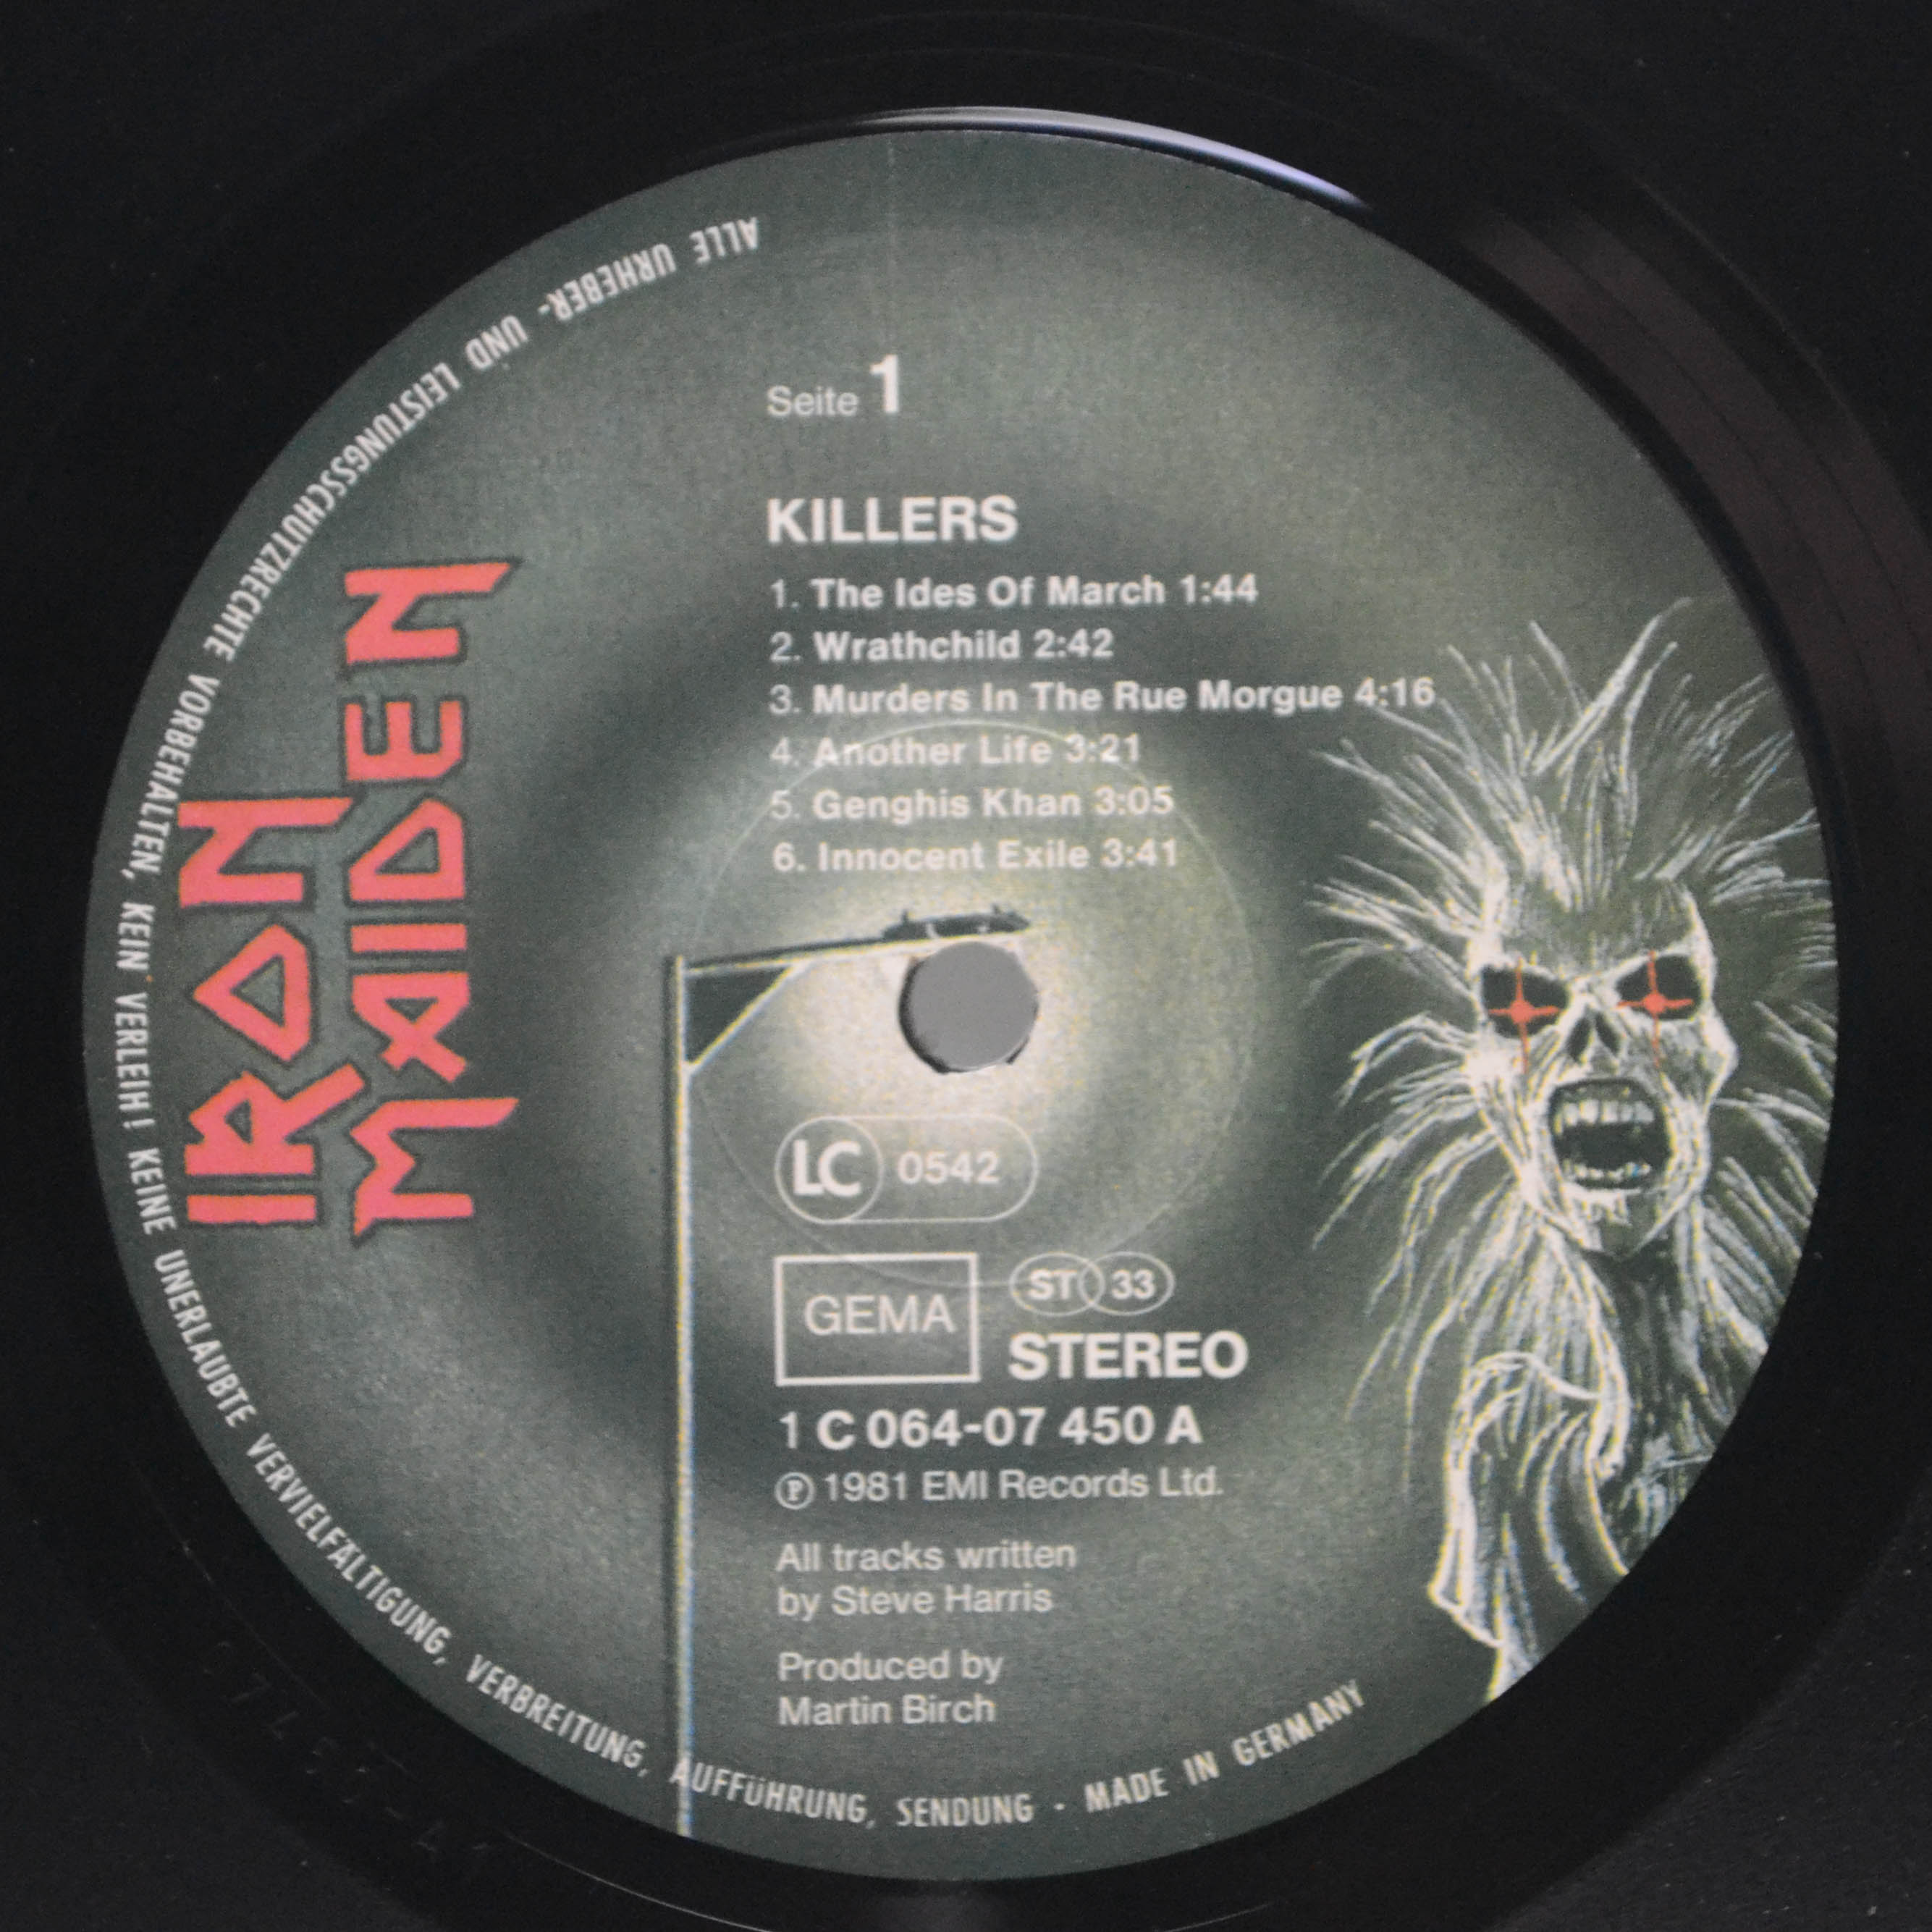 Seite 1
KILLERS
1. The Ides Of March 1:44
2. Wrathchild 2:42
3. Murders In The Rue Morgue 4:16
4. Another Life 3:21
5. Genghis Khan 3:05
6. Innocent Exile 3:41
IRON
MAIDEN
LC 0542
GEMA
ST 33
STEREO
1 C 064-07 450 A
℗ 1981 EMI Records Ltd.
All tracks written
by Steve Harris
Produced by
Martin Birch
ALLE URHEBER- UND LEISTUNGSSCHUTZRECHTE VORBEHALTEN, KEIN VERLEIH! KEINE UNERLAUBTE VERVIELFÄLTIGUNG, VERBREITUNG, AUFFÜHRUNG, SENDUNG - MADE IN GERMANY